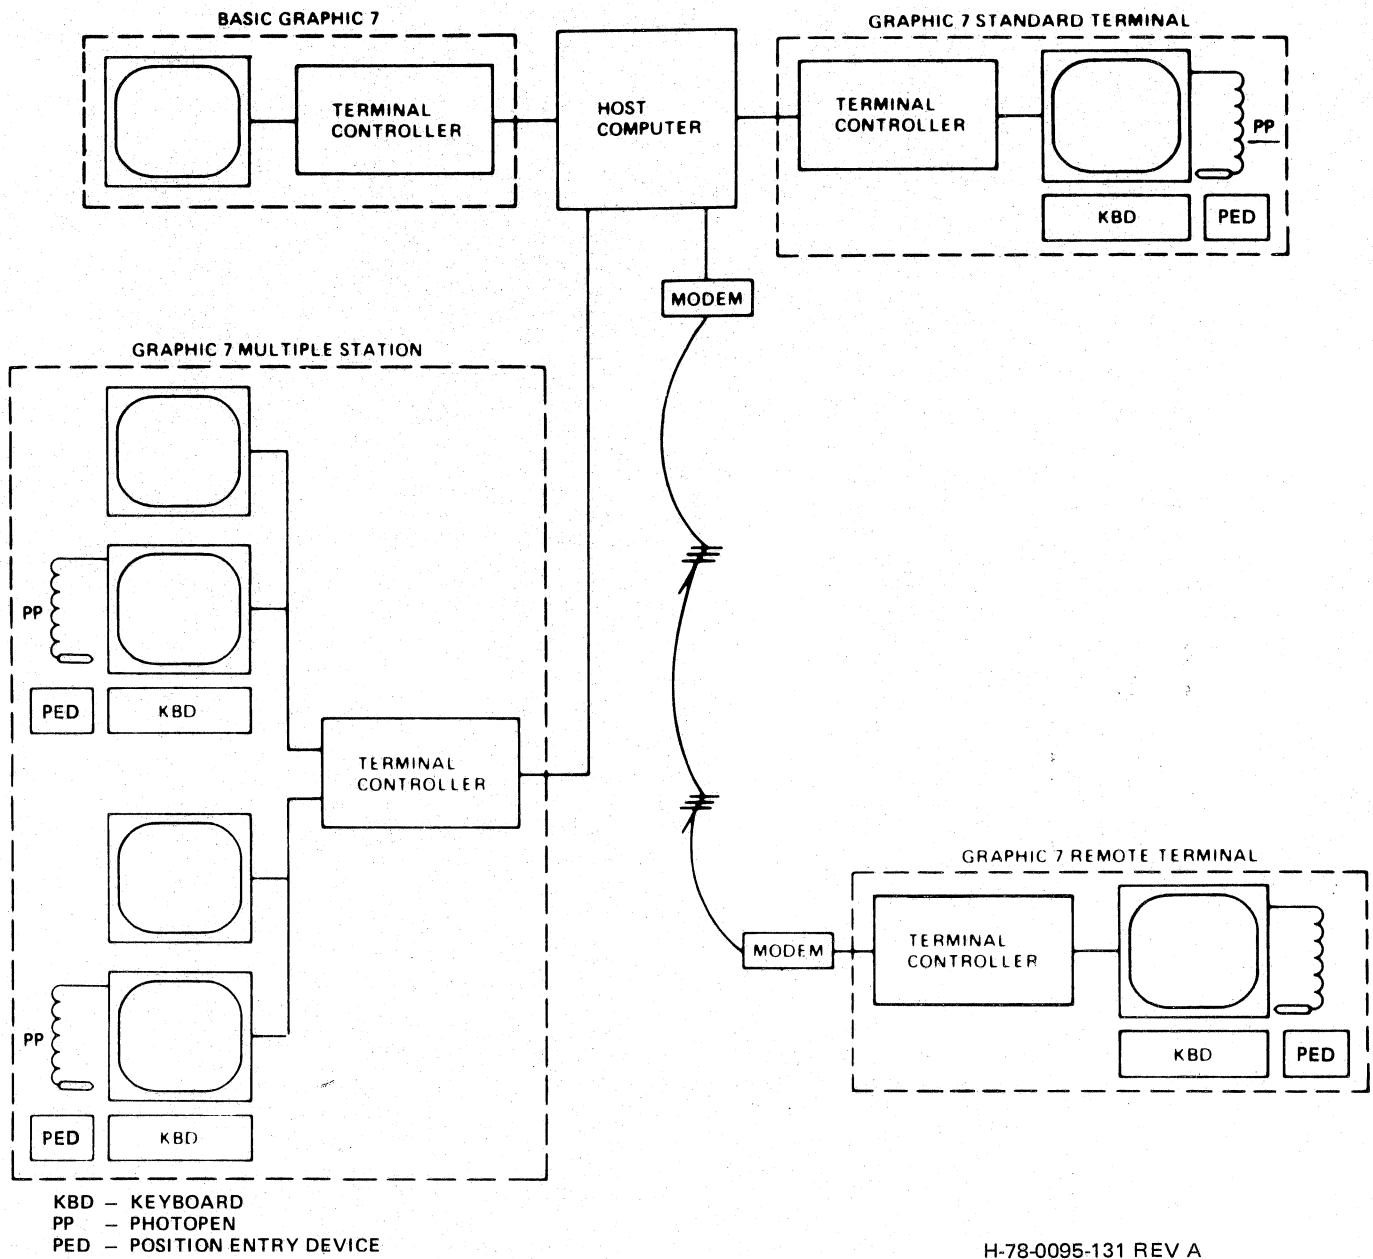 BASIC GRAPHIC 7
GRAPHIC 7 STANDARD TERMINAL
TERMINAL
CONTROLLER
HOST
COMPUTER
TERMINAL
CONTROLLER
PP
KBD
PED
MODEM
GRAPHIC 7 MULTIPLE STATION
PP
PED
KBD
TERMINAL
CONTROLLER
GRAPHIC 7 REMOTE TERMINAL
MODEM
TERMINAL
CONTROLLER
PP
KBD
PED
PED
KBD
KBD – KEYBOARD
PP – PHOTOPEN
PED – POSITION ENTRY DEVICE
H-78-0095-131 REV A